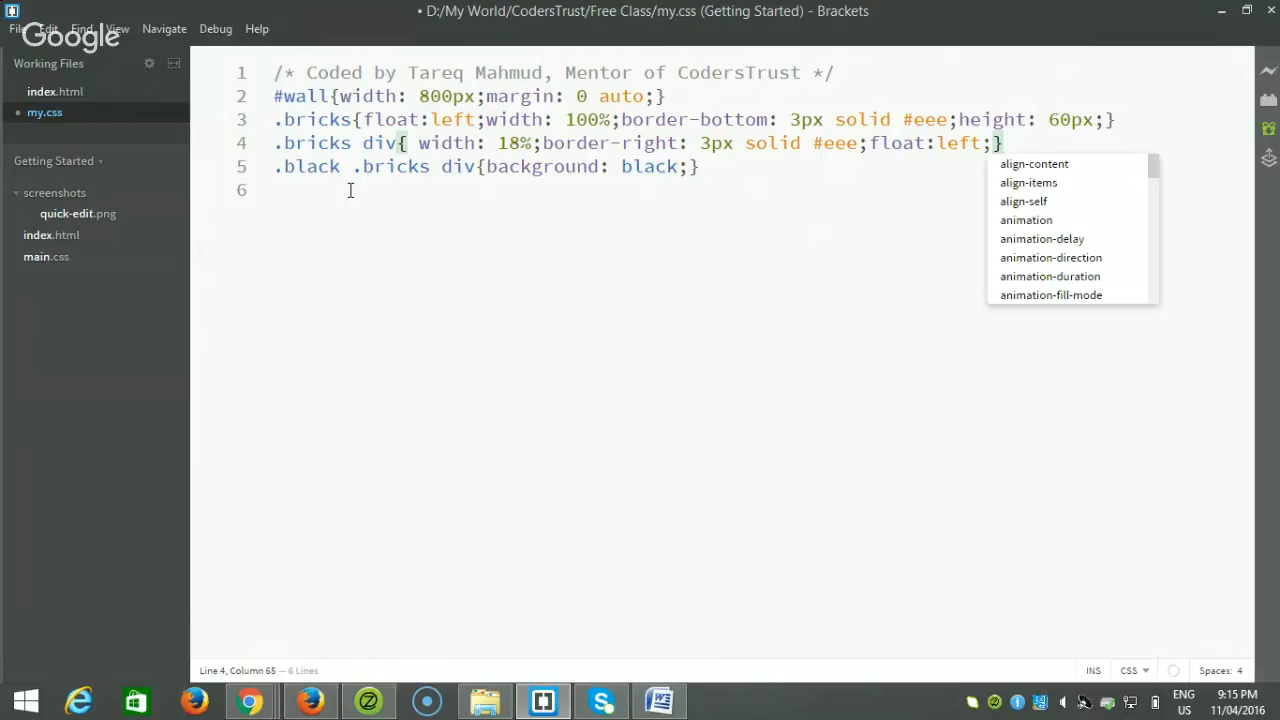 • D:/My World/CodersTrust/Free Class/my.css (Getting Started) - Brackets
File Edit Find View Navigate Debug Help
Google
Working Files
index.html
• my.css
Getting Started
screenshots
quick-edit.png
index.html
main.css
1 /* Coded by Tareq Mahmud, Mentor of CodersTrust */
2 #wall{width: 800px;margin: 0 auto;}
3 .bricks{float:left;width: 100%;border-bottom: 3px solid #eee;height: 60px;}
4 .bricks div{ width: 18%;border-right: 3px solid #eee;float:left;}
5 .black .bricks div{background: black;}
6
align-content
align-items
align-self
animation
animation-delay
animation-direction
animation-duration
animation-fill-mode
Line 4, Column 65 — 6 Lines
INS CSS Spaces: 4
ENG 9:15 PM
US 11/04/2016